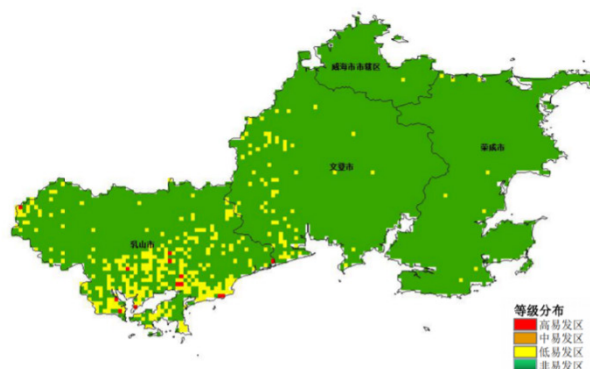 威海市市辖区
荣成市
文登市
乳山市
等级分布
高易发区
中易发区
低易发区
非易发区